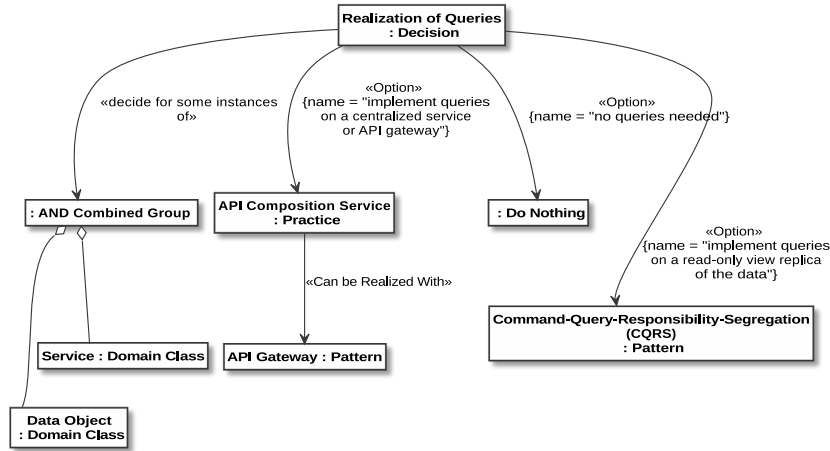 Realization of Queries
: Decision
«decide for some instances
of»
«Option»
{name = "implement queries
on a centralized service
or API gateway"}
«Option»
{name = "no queries needed"}
: AND Combined Group
API Composition Service
: Practice
: Do Nothing
«Option»
{name = "implement queries
on a read-only view replica
of the data"}
«Can be Realized With»
Command-Query-Responsibility-Segregation
(CQRS)
: Pattern
Service : Domain Class
API Gateway : Pattern
Data Object
: Domain Class